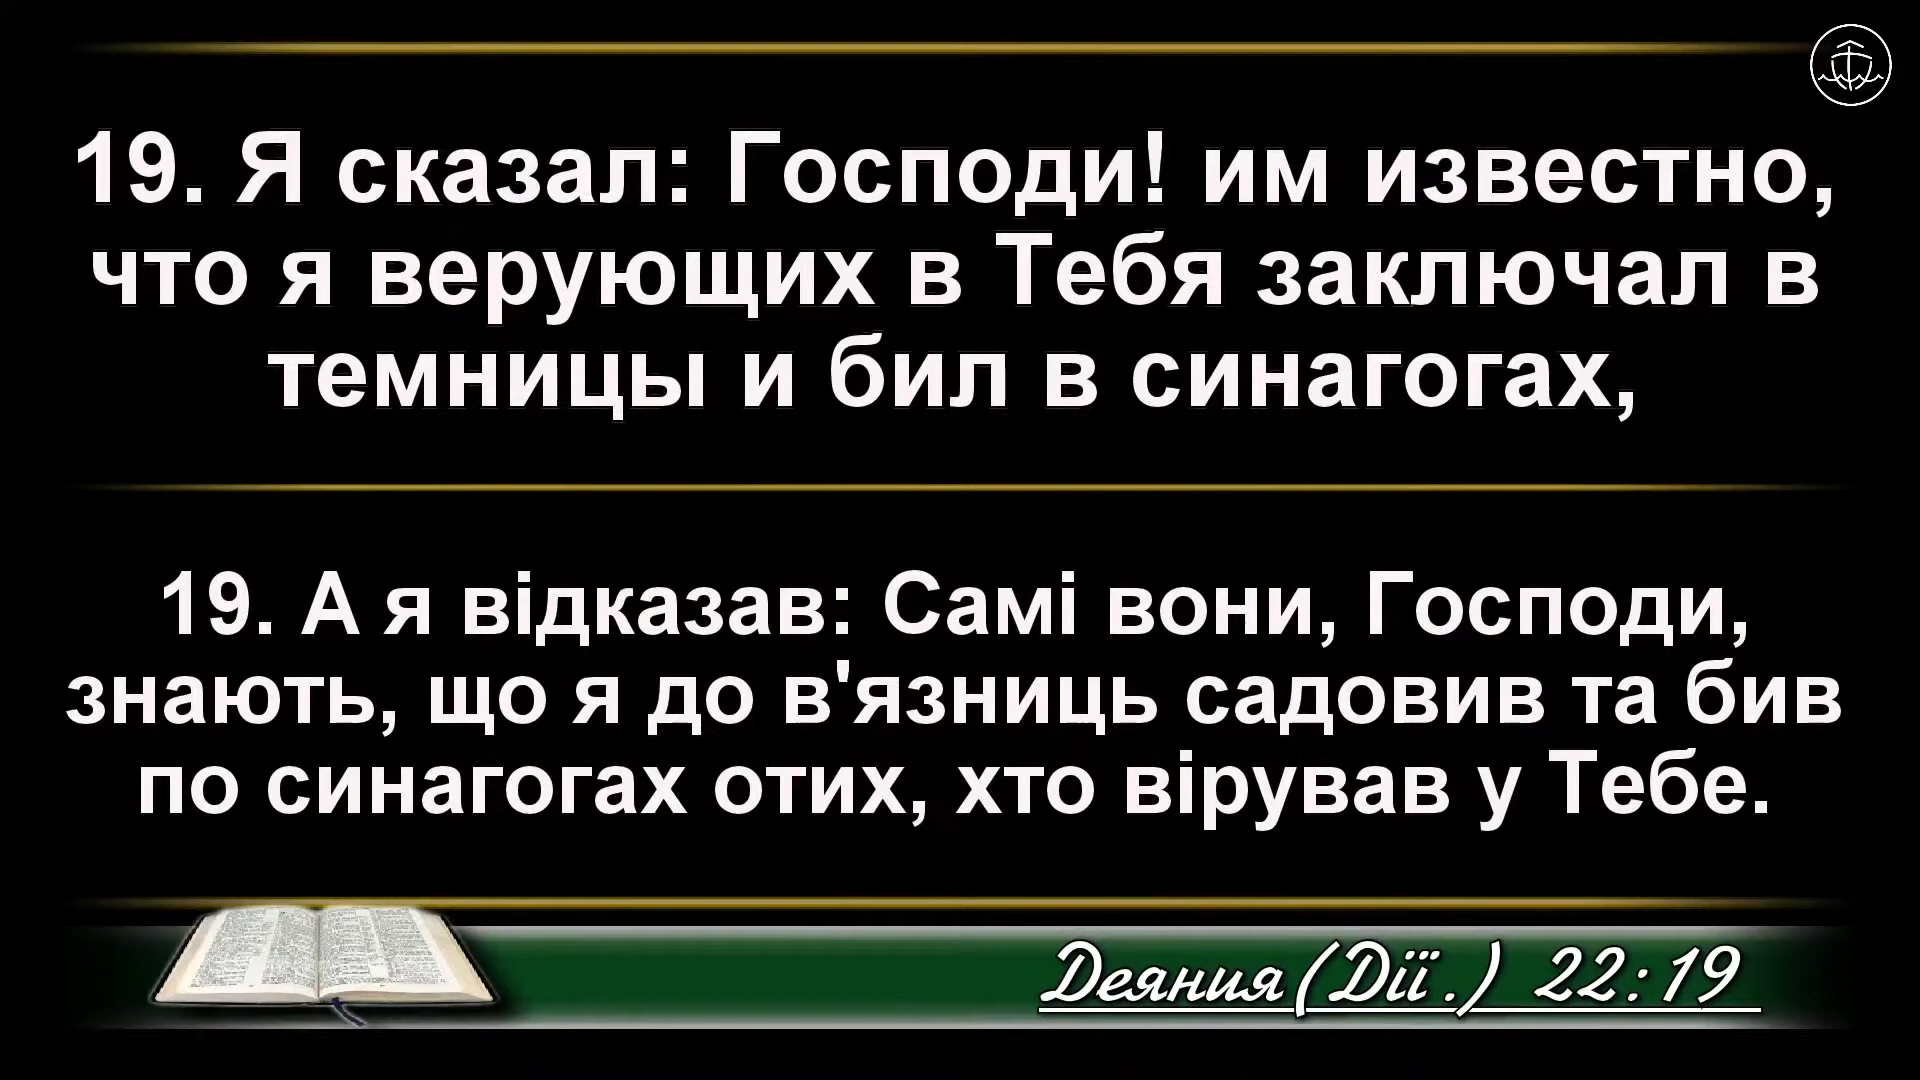 19. Я сказал: Господи! им известно,
что я верующих в Тебя заключал в
темницы и бил в синагогах,
19. А я відказав: Самі вони, Господи,
знають, що я до в'язниць садовив та бив
по синагогах отих, хто вірував у Тебе.
Деяния(Дії.) 22:19